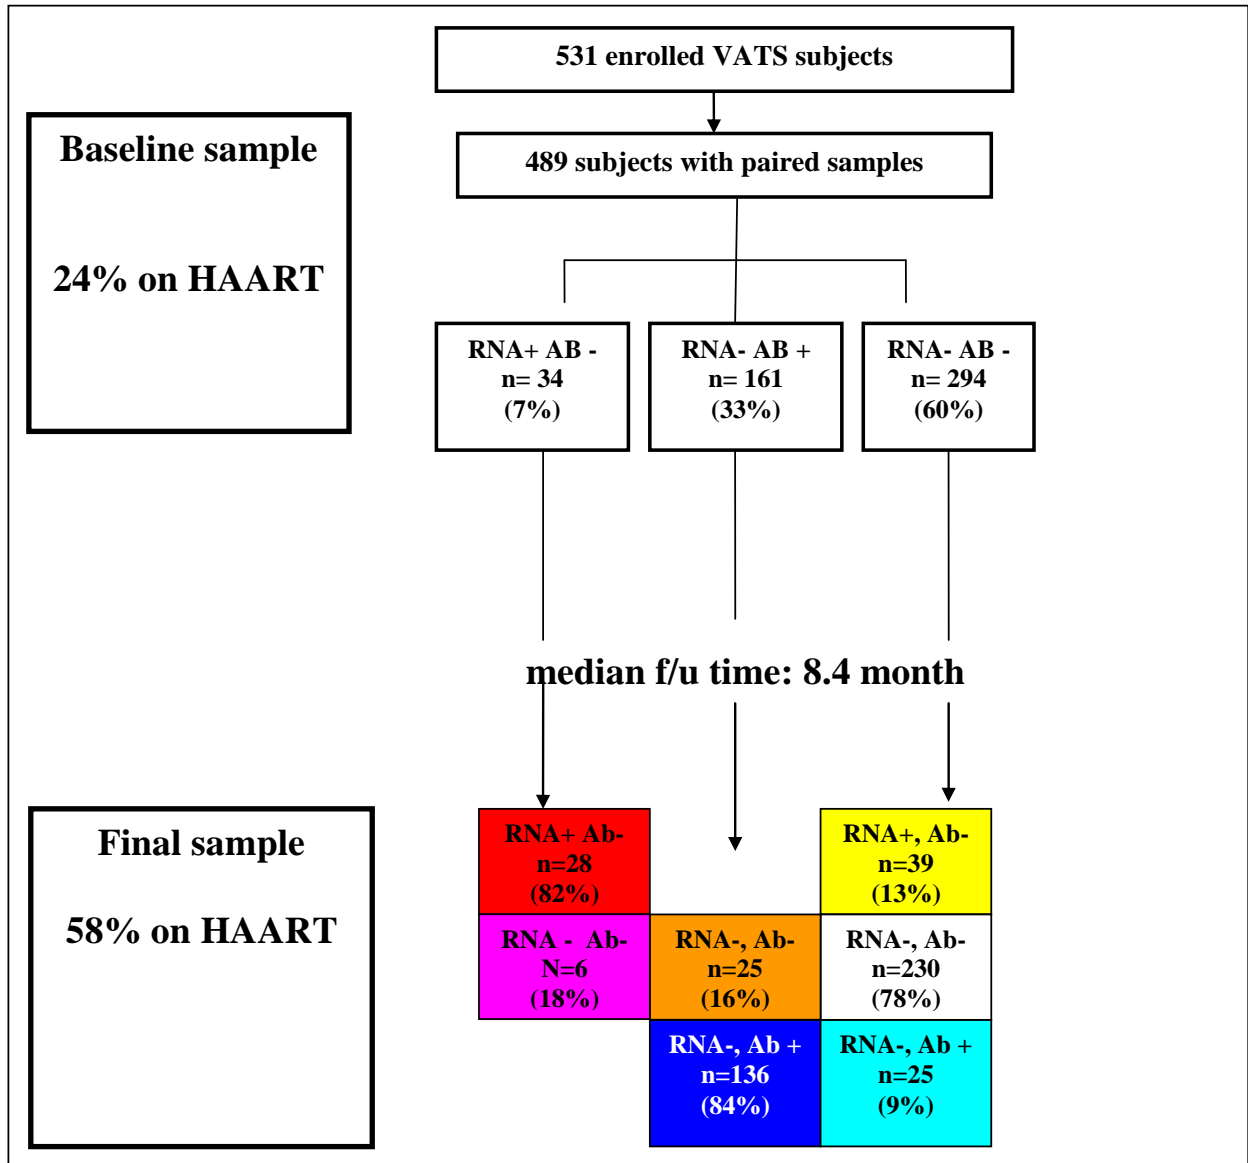 531 enrolled VATS subjects
Baseline sample
24% on HAART
489 subjects with paired samples
RNA+ AB -
n= 34
(7%)
RNA- AB +
n= 161
(33%)
RNA- AB -
n= 294
(60%)
median f/u time: 8.4 month
Final sample
58% on HAART
RNA+ Ab-
n=28
(82%)
RNA+, Ab-
n=39
(13%)
RNA - Ab-
N=6
(18%)
RNA-, Ab-
n=25
(16%)
RNA-, Ab-
n=230
(78%)
RNA-, Ab +
n=136
(84%)
RNA-, Ab +
n=25
(9%)